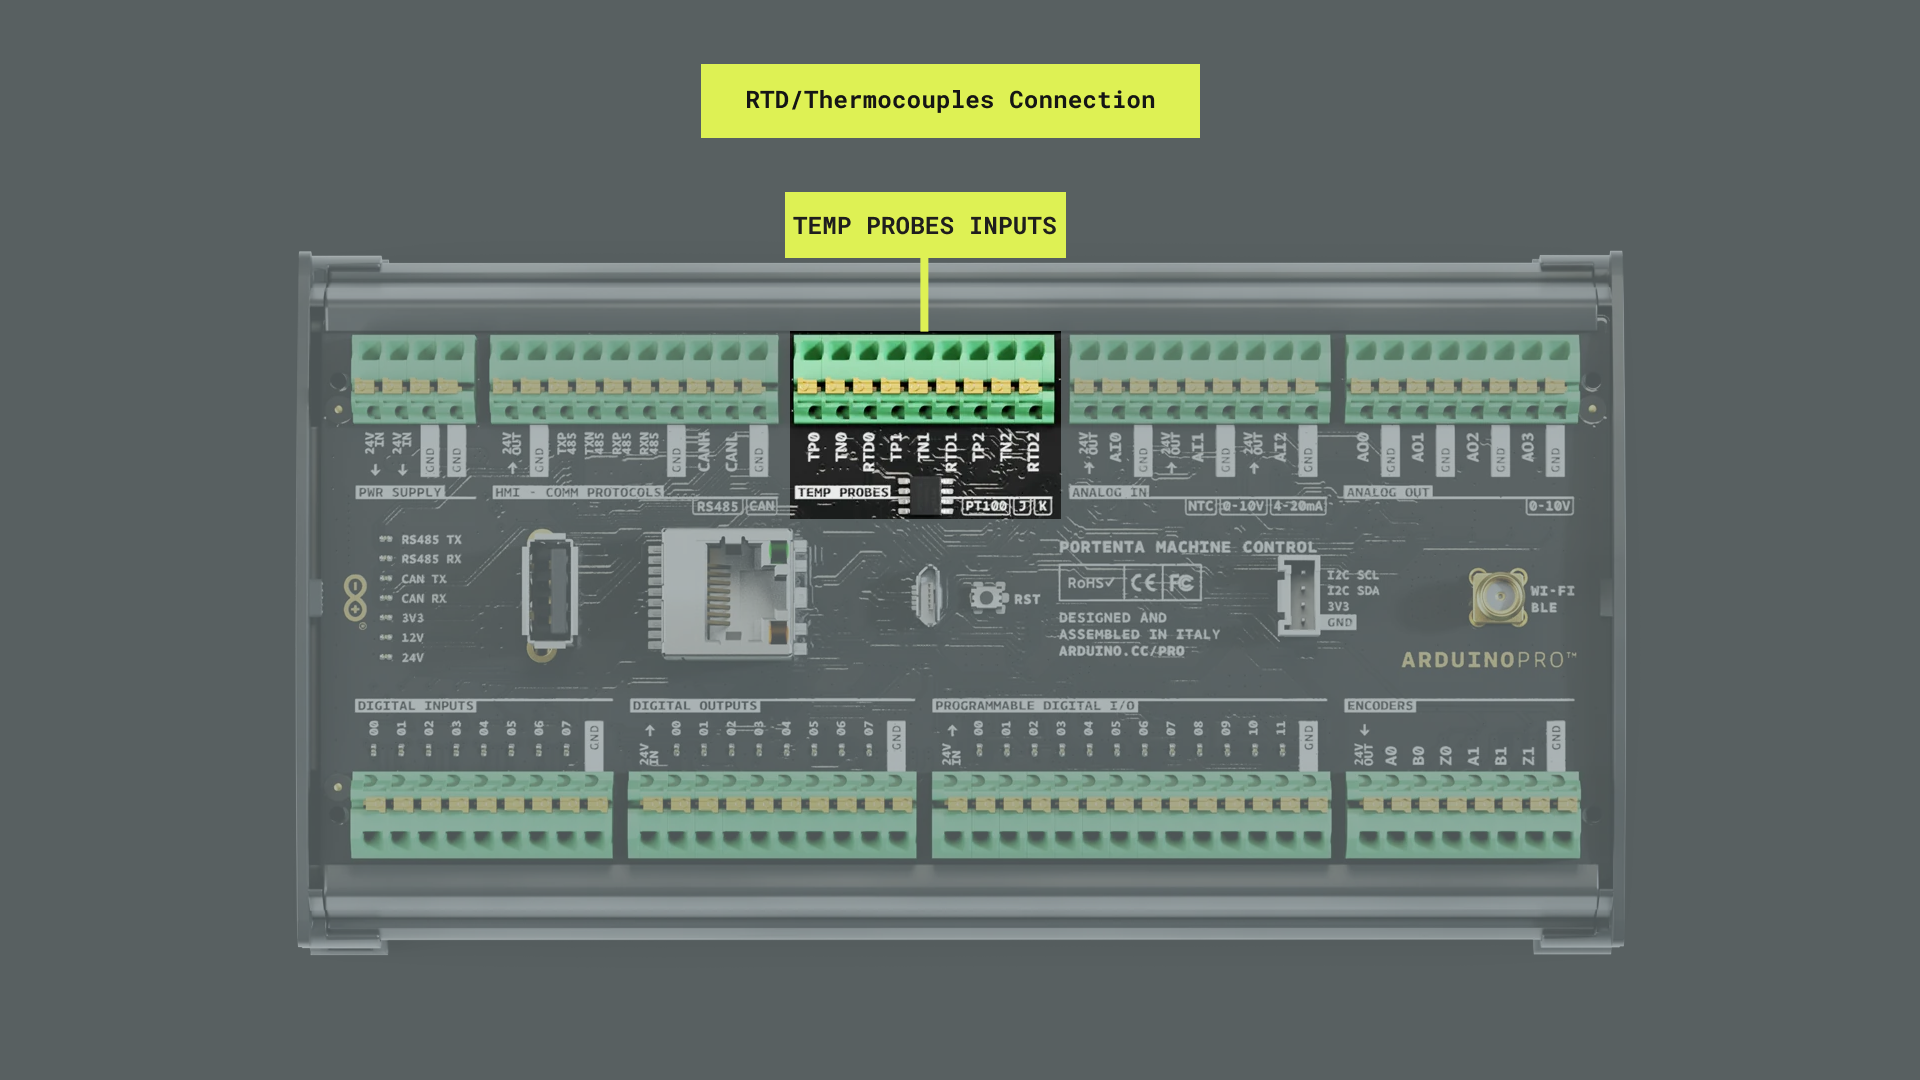 RTD/Thermocouples Connection
TEMP PROBES INPUTS
24V IN
24V IN
GND
GND
24V OUT
GND
TXP 485
TXN 485
RXP 485
RXN 485
GND
CANH
CANL
GND
TP0
TN0
RTD0
TP1
TN1
RTD1
TP2
TN2
RTD2
24V OUT
AI0
GND
24V OUT
AI1
GND
24V OUT
AI2
GND
AO0
GND
AO1
GND
AO2
GND
AO3
GND
PWR SUPPLY
HMI - COMM PROTOCOLS
RS485 CAN
TEMP PROBES
PT100 J K
ANALOG IN
NTC 0-10V 4-20mA
ANALOG OUT
0-10V
RS485 TX
RS485 RX
CAN TX
CAN RX
3V3
12V
24V
RST
PORTENTA MACHINE CONTROL
RoHS CE FC
DESIGNED AND
ASSEMBLED IN ITALY
ARDUINO.CC/PRO
I2C SCL
I2C SDA
3V3
GND
WI-FI
BLE
ARDUINOPRO™
DIGITAL INPUTS
00 01 02 03 04 05 06 07 GND
DIGITAL OUTPUTS
24V IN 00 01 02 03 04 05 06 07 GND
PROGRAMMABLE DIGITAL I/O
24V IN 00 01 02 03 04 05 06 07 08 09 10 11 GND
ENCODERS
24V OUT A0 B0 Z0 A1 B1 Z1 GND